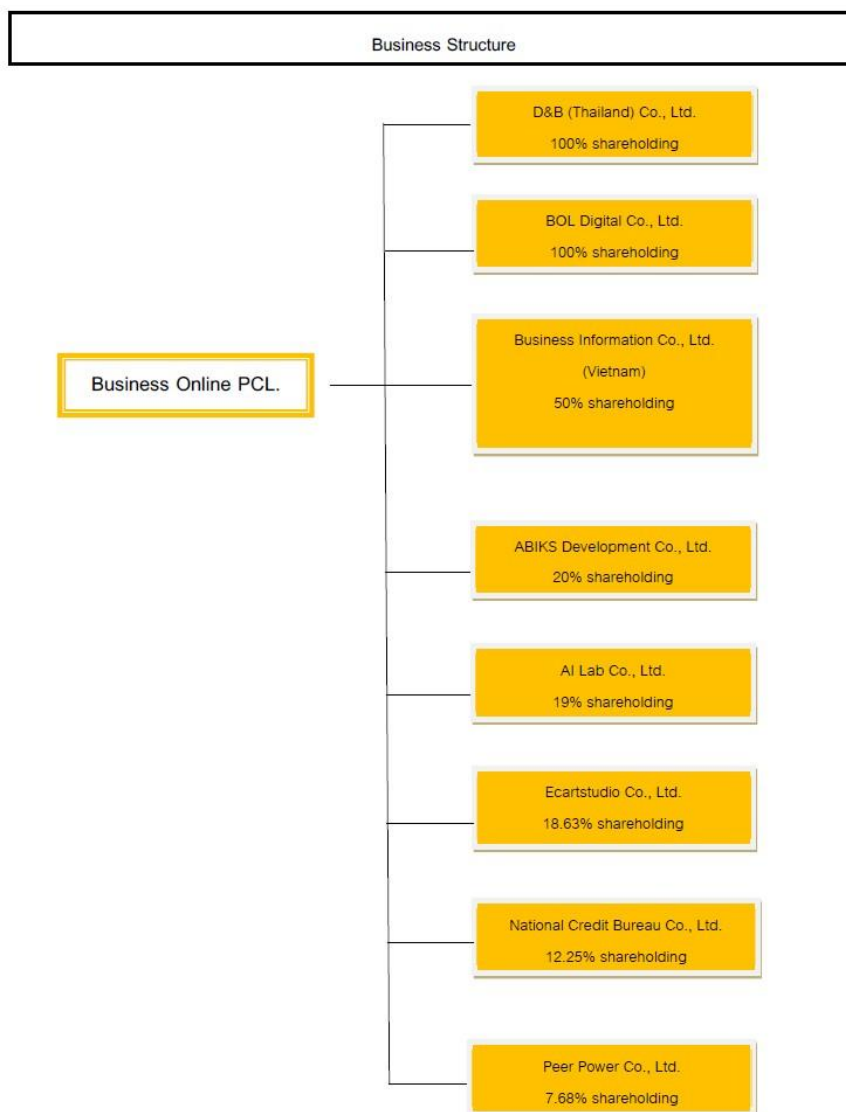 Business Structure
D&B (Thailand) Co., Ltd.
100% shareholding
BOL Digital Co., Ltd.
100% shareholding
Business Information Co., Ltd.
(Vietnam)
50% shareholding
Business Online PCL.
ABIKS Development Co., Ltd.
20% shareholding
AI Lab Co., Ltd.
19% shareholding
Ecartstudio Co., Ltd.
18.63% shareholding
National Credit Bureau Co., Ltd.
12.25% shareholding
Peer Power Co., Ltd.
7.68% shareholding